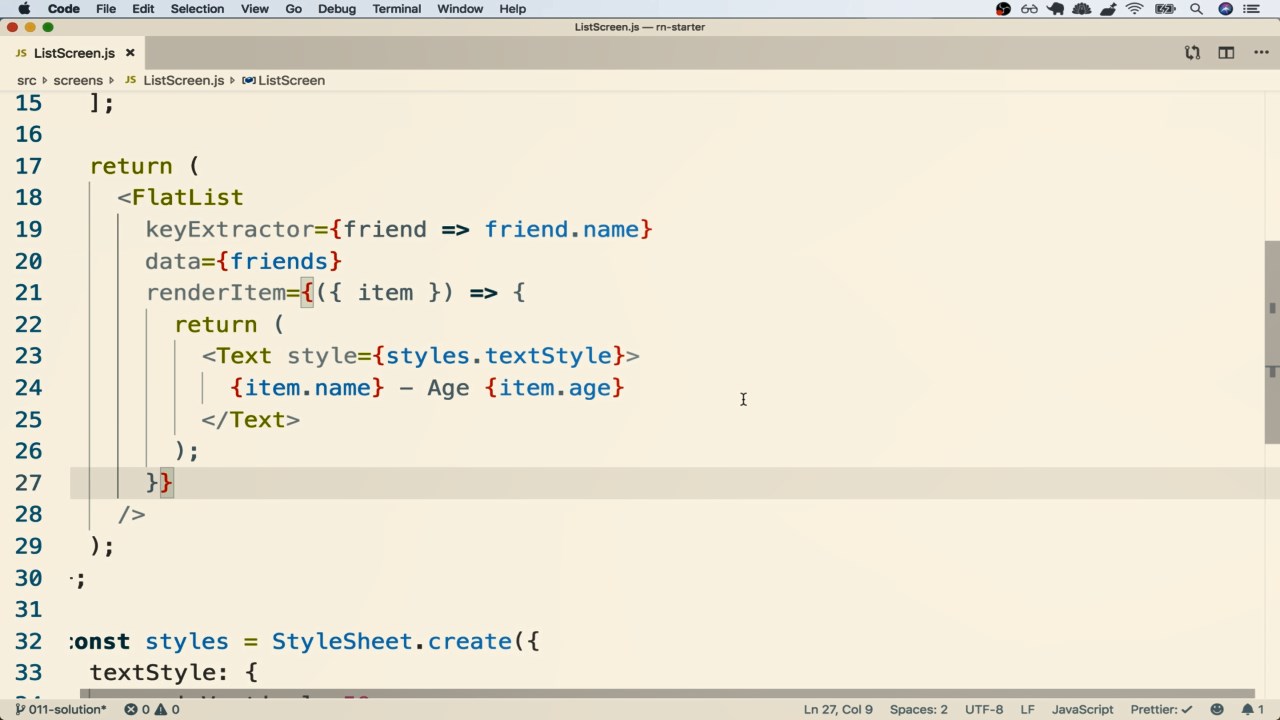 Code File Edit Selection View Go Debug Terminal Window Help
ListScreen.js — rn-starter
JS ListScreen.js ×
src screens JS ListScreen.js ListScreen
15 ];
16
17 return (
18 <FlatList
19 keyExtractor={friend => friend.name}
20 data={friends}
21 renderItem={({ item }) => {
22 return (
23 <Text style={styles.textStyle}>
24 {item.name} - Age {item.age}
25 </Text>
26 );
27 }}
28 />
29 );
30 ;
31
32 const styles = StyleSheet.create({
33 textStyle: {
011-solution* 0 0 Ln 27, Col 9 Spaces: 2 UTF-8 LF JavaScript Prettier: ✓ 1